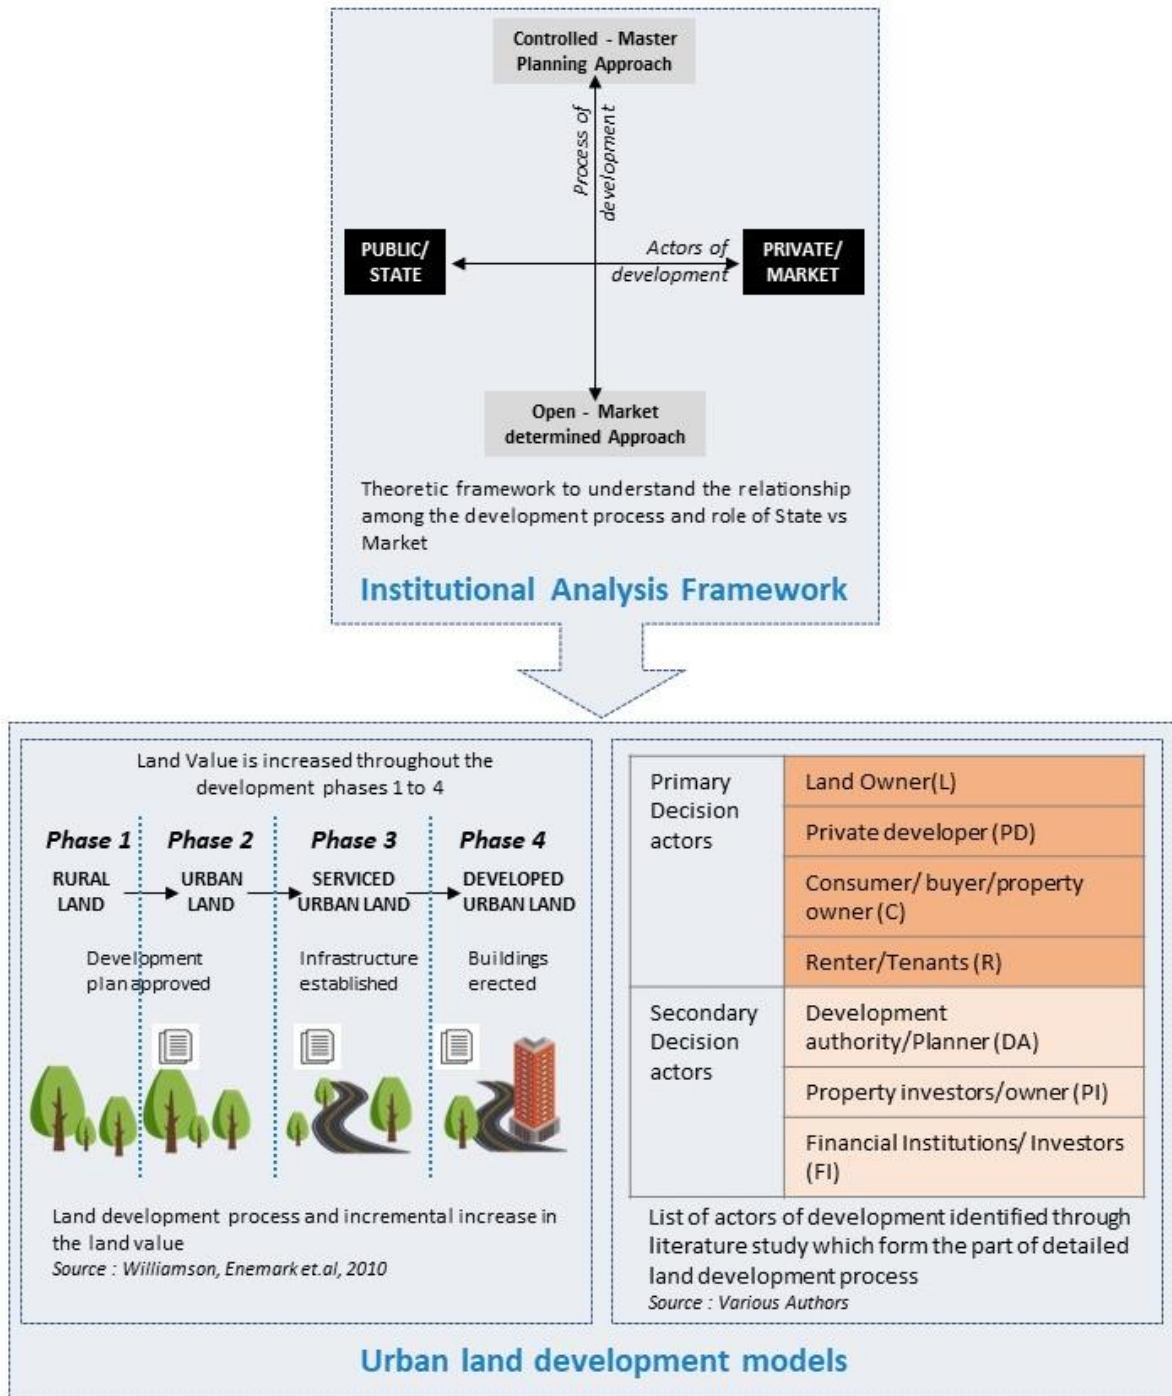 Controlled - Master
Planning Approach
Process of
development
PUBLIC/
STATE
Actors of
development
PRIVATE/
MARKET
Open - Market
determined Approach
Theoretic framework to understand the relationship
among the development process and role of State vs
Market
Institutional Analysis Framework
Land Value is increased throughout the
development phases 1 to 4
Phase 1
Phase 2
Phase 3
Phase 4
RURAL
LAND
URBAN
LAND
SERVICED
URBAN LAND
DEVELOPED
URBAN LAND
Development
plan approved
Infrastructure
established
Buildings
erected
Land development process and incremental increase in
the land value
Source : Williamson, Enemark et.al, 2010
Primary
Decision
actors
Land Owner(L)
Private developer (PD)
Consumer/ buyer/property
owner (C)
Renter/Tenants (R)
Secondary
Decision
actors
Development
authority/Planner (DA)
Property investors/owner (PI)
Financial Institutions/ Investors
(FI)
List of actors of development identified through
literature study which form the part of detailed
land development process
Source : Various Authors
Urban land development models